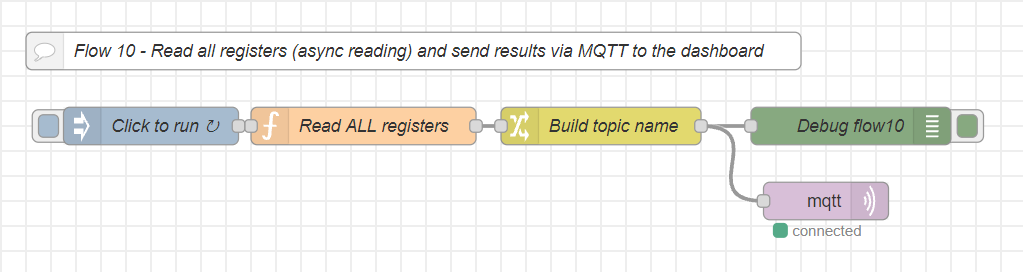 Flow 10 - Read all registers (async reading) and send results via MQTT to the dashboard
Click to run ↻
Read ALL registers
Build topic name
Debug flow10
mqtt
connected